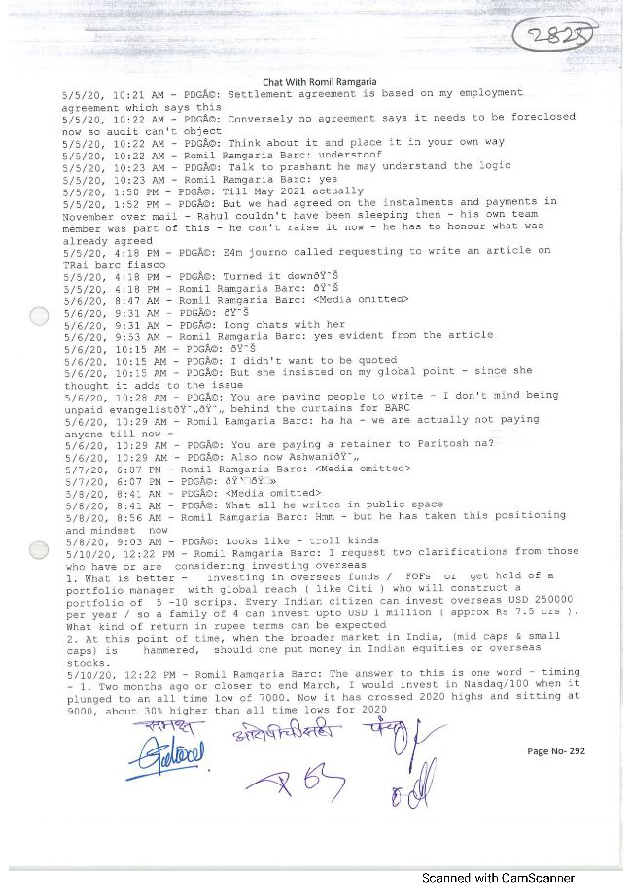 2825
Chat With Romil Ramgaria
5/5/20, 10:21 AM - PDGÂ©: Settlement agreement is based on my employment
agreement which says this
5/5/20, 10:22 AM - PDGÂ©: Conversely no agreement says it needs to be foreclosed
now so audit can't object
5/5/20, 10:22 AM - PDGÂ©: Think about it and place it in your own way
5/5/20, 10:22 AM - Romil Ramgaria Barc: understoof
5/5/20, 10:23 AM - PDGÂ©: Talk to prashant he may understand the logic
5/5/20, 10:23 AM - Romil Ramgaria Barc: yes
5/5/20, 1:50 PM - PDGÂ©: Till May 2021 actually
5/5/20, 1:52 PM - PDGÂ©: But we had agreed on the instalments and payments in
November over mail - Rahul couldn't have been sleeping then - his own team
member was part of this - he can't raise it now - he has to honour what was
already agreed
5/5/20, 4:18 PM - PDGÂ©: E4m journo called requesting to write an article on
TRai barc fiasco
5/5/20, 4:18 PM - PDGÂ©: Turned it downðŸ˜Š
5/5/20, 4:18 PM - Romil Ramgaria Barc: ðŸ˜Š
5/6/20, 8:47 AM - Romil Ramgaria Barc: <Media omitted>
5/6/20, 9:31 AM - PDGÂ©: ðŸ˜Š
5/6/20, 9:31 AM - PDGÂ©: Long chats with her
5/6/20, 9:53 AM - Romil Ramgaria Barc: yes evident from the article
5/6/20, 10:15 AM - PDGÂ©: ðŸ˜Š
5/6/20, 10:15 AM - PDGÂ©: I didn't want to be quoted
5/6/20, 10:15 AM - PDGÂ©: But she insisted on my global point - since she
thought it adds to the issue
5/6/20, 10:28 AM - PDGÂ©: You are paying people to write - I don't mind being
unpaid evangelistðŸ˜„ðŸ˜„ behind the curtains for BARC
5/6/20, 10:29 AM - Romil Ramgaria Barc: ha ha - we are actually not paying
anyone till now -
5/6/20, 10:29 AM - PDGÂ©: You are paying a retainer to Paritosh na?
5/6/20, 10:29 AM - PDGÂ©: Also now AshwaniðŸ˜„
5/7/20, 6:07 PM - Romil Ramgaria Barc: <Media omitted>
5/7/20, 6:07 PM - PDGÂ©:
5/8/20, 8:41 AM - PDGÂ©: <Media omitted>
5/8/20, 8:41 AM - PDGÂ©: What all he writes in public space
5/8/20, 8:56 AM - Romil Ramgaria Barc: Hmm - but he has taken this positioning
and mindset now
5/8/20, 9:03 AM - PDGÂ©: Looks like - troll kinds
5/10/20, 12:22 PM - Romil Ramgaria Barc: I request two clarifications from those
who have or are considering investing overseas
1. What is better - investing in overseas funds / FOFs or get hold of a
portfolio manager with global reach ( like Citi ) who will construct a
portfolio of 5 -10 scrips. Every Indian citizen can invest overseas USD 250000
per year / so a family of 4 can invest upto USD 1 million ( approx Rs 7.5 crs ).
What kind of return in rupee terms can be expected
2. At this point of time, when the broader market in India, (mid caps & small
caps) is hammered, should one put money in Indian equities or overseas
stocks.
5/10/20, 12:22 PM - Romil Ramgaria Barc: The answer to this is one word - timing
- 1. Two months ago or closer to end March, I would invest in Nasdaq/100 when it
plunged to an all time low of 7000. Now it has crossed 2020 highs and sitting at
9000, about 30% higher than all time lows for 2020
समक्ष आरोपीची सही
Page No- 292
Scanned with CamScanner